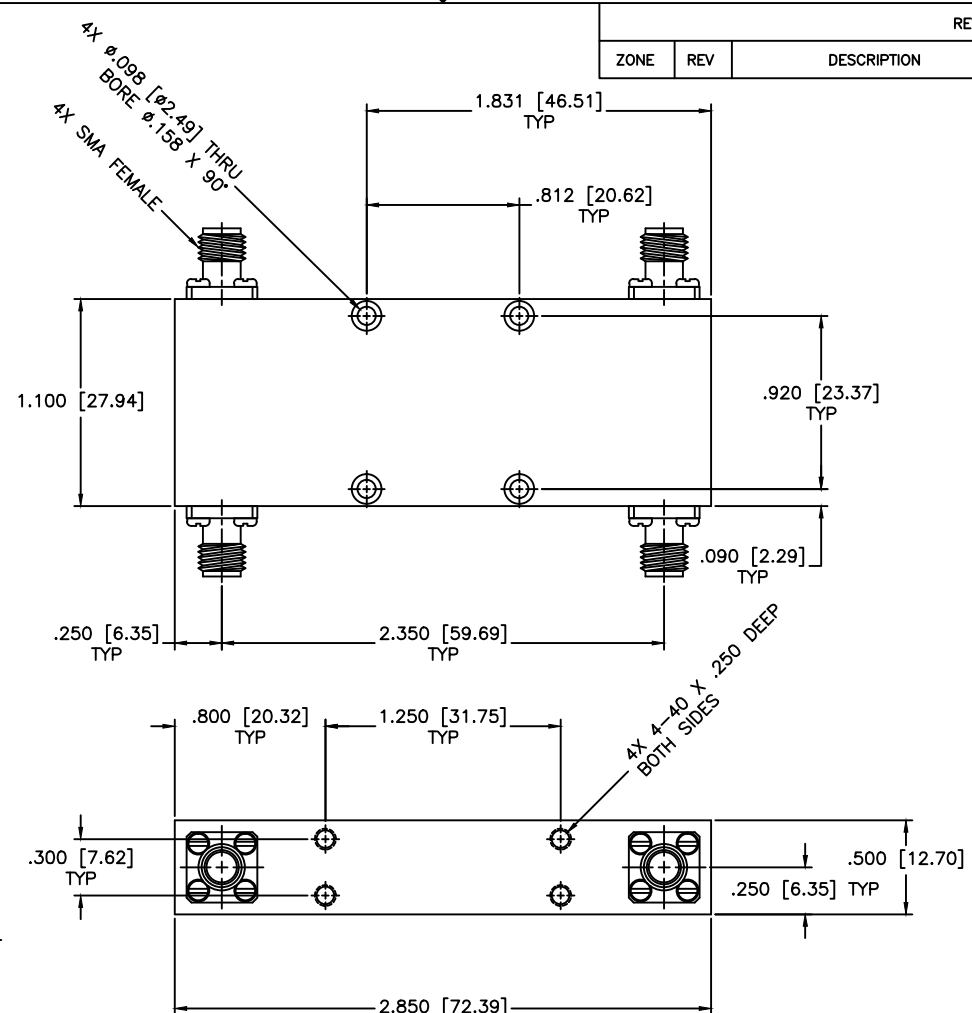 RE
ZONE REV DESCRIPTION
4X ø.098 [ø2.49] THRU
BORE ø.158 X 90°
4X SMA FEMALE
1.831 [46.51]
TYP
.812 [20.62]
TYP
1.100 [27.94]
.920 [23.37]
TYP
.090 [2.29]
TYP
.250 [6.35]
TYP
2.350 [59.69]
TYP
.800 [20.32]
TYP
1.250 [31.75]
TYP
4X 4-40 X .250 DEEP
BOTH SIDES
.300 [7.62]
TYP
.500 [12.70]
.250 [6.35] TYP
2.850 [72.39]